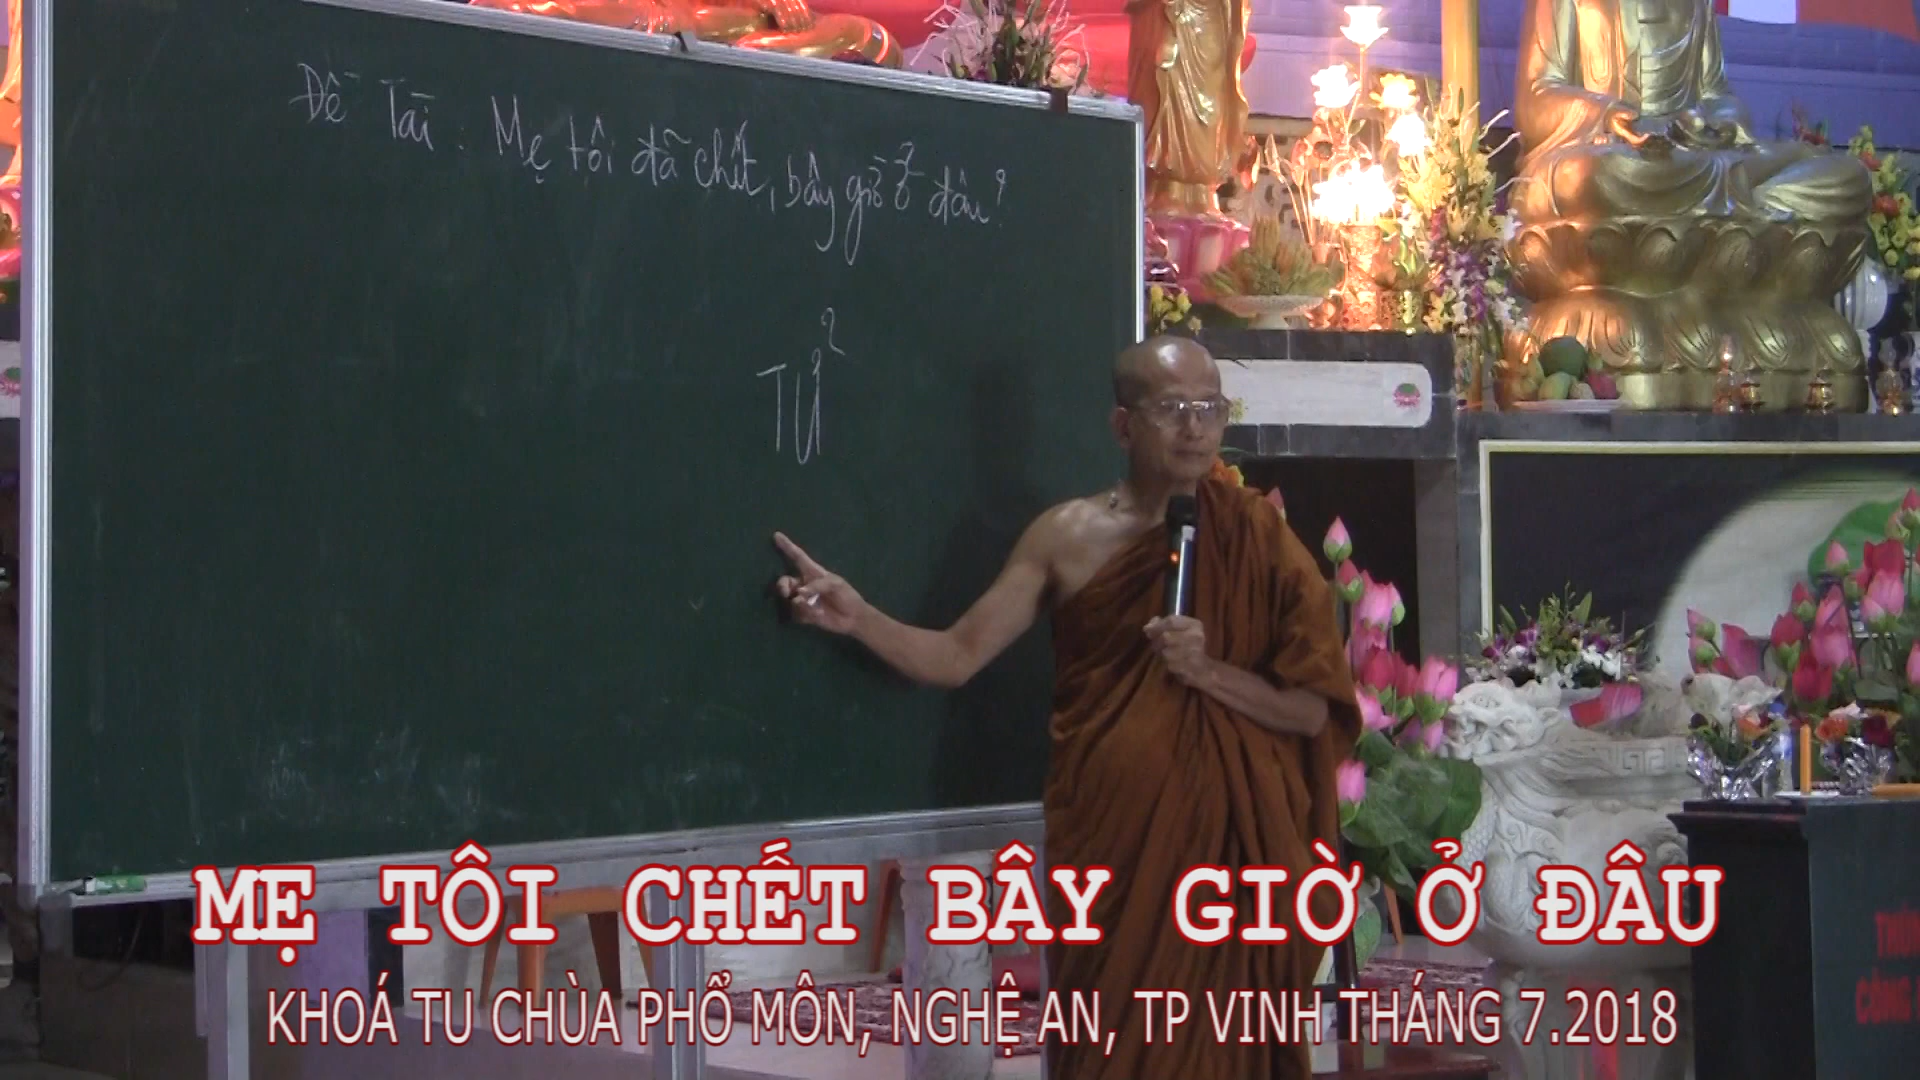 Đề Tài : Mẹ tôi đã chết, bây giờ ở đâu?
TỨ²
MẸ TÔI CHẾT BÂY GIỜ Ở ĐÂU
KHOÁ TU CHÙA PHỔ MÔN, NGHỆ AN, TP VINH THÁNG 7.2018